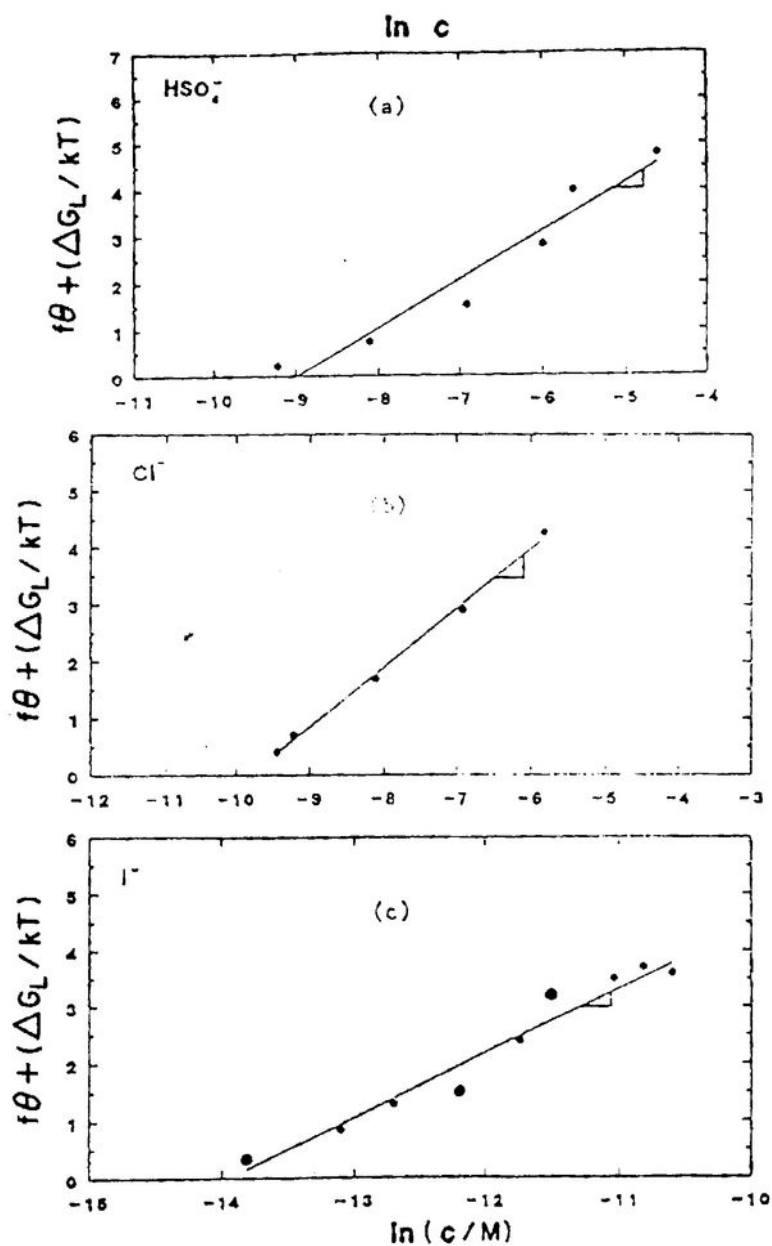 ln c
7
6
5
4
3
2
1
0
HSO₄⁻
(a)
fθ+(ΔG_L/kT)
-11 -10 -9 -8 -7 -6 -5 -4
6
5
4
3
2
1
0
Cl⁻
(b)
fθ+(ΔG_L/kT)
-12 -11 -10 -9 -8 -7 -6 -5 -4 -3
6
5
4
3
2
1
0
I⁻
(c)
fθ+(ΔG_L/kT)
-15 -14 -13 -12 -11 -10
ln(c/M)